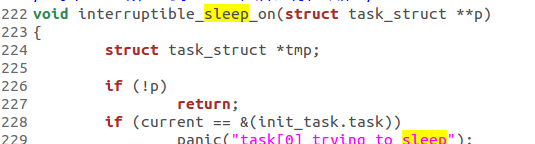 222 void interruptible_sleep_on(struct task_struct **p)
223 {
224         struct task_struct *tmp;
225
226         if (!p)
227                 return;
228         if (current == &(init_task.task))
229                 panic("task[0] trying to sleep");